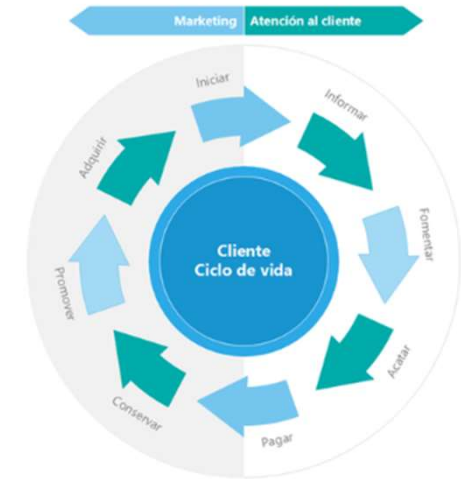 Marketing
Atención al cliente
Iniciar
Informar
Fomentar
Acatar
Pagar
Conservar
Promover
Adquirir
Cliente
Ciclo de vida